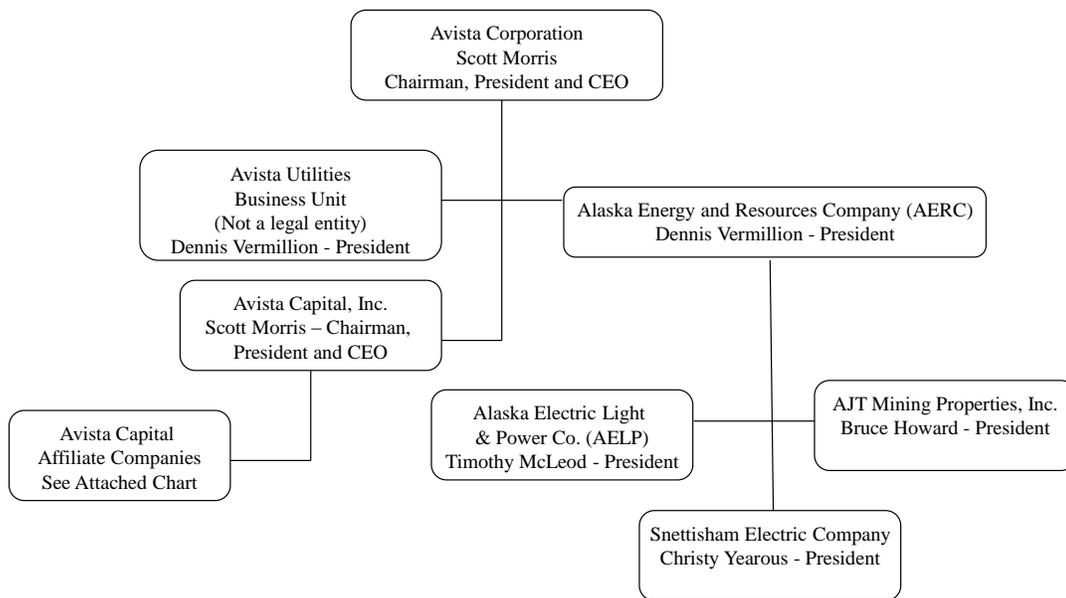 Avista Corporation
Scott Morris
Chairman, President and CEO
Avista Utilities
Business Unit
(Not a legal entity)
Dennis Vermillion - President
Alaska Energy and Resources Company (AERC)
Dennis Vermillion - President
Avista Capital, Inc.
Scott Morris – Chairman,
President and CEO
Alaska Electric Light
& Power Co. (AELP)
Timothy McLeod - President
AJT Mining Properties, Inc.
Bruce Howard - President
Avista Capital
Affiliate Companies
See Attached Chart
Snettisham Electric Company
Christy Yearous - President